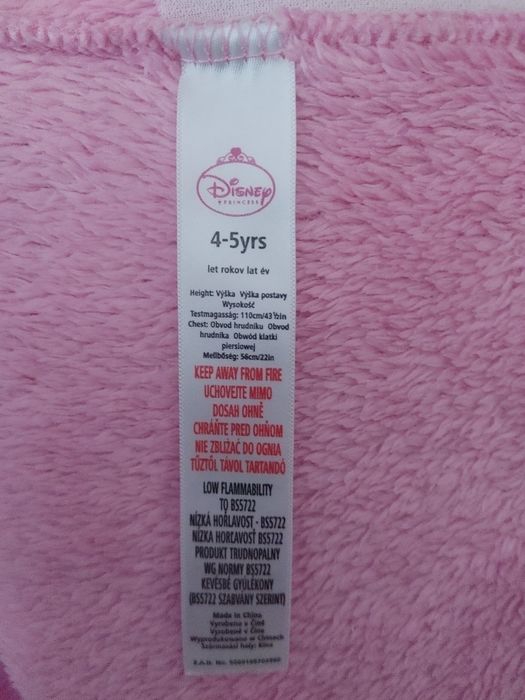 Disney
PRINCESS
4-5yrs
let rokov lat év
Height: Výška Výška postavy
Wysokość
Testmagasság: 110cm/43½in
Chest: Obvod hrudníku Obvod
hrudníka Obwód klatki
piersiowej
Mellbőség: 56cm/22in
KEEP AWAY FROM FIRE
UCHOVEJTE MIMO
DOSAH OHNĚ
CHRÁŇTE PRED OHŇOM
NIE ZBLIŻAĆ DO OGNIA
TŰZTŐL TÁVOL TARTANDÓ
LOW FLAMMABILITY
TO BS5722
NÍZKÁ HOŘLAVOST - BS5722
NÍZKA HORĽAVOSŤ BS5722
PRODUKT TRUDNOPALNY
WG NORMY BS5722
KEVÉSBÉ GYÚLÉKONY
(BS5722 SZABVÁNY SZERINT)
Made in China
Vyrobeno v Číně
Vyrobené v Číne
Wyprodukowano w Chinach
Származási hely: Kína
E.A.N. No.